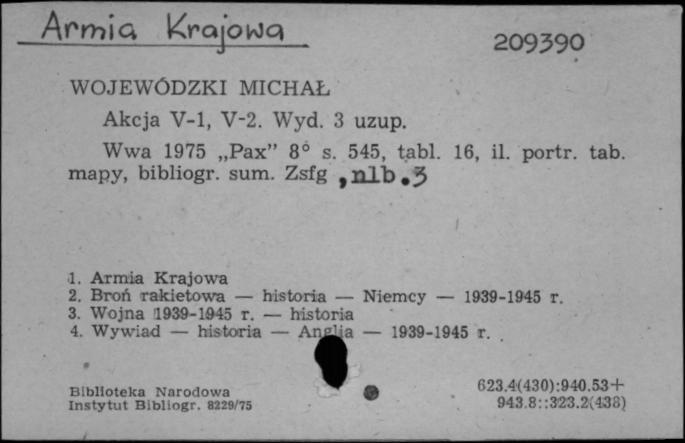 Armia Krajowa
209390
WOJEWÓDZKI MICHAŁ
Akcja V-1, V-2. Wyd. 3 uzup.
Wwa 1975 „Pax” 8° s. 545, tabl. 16, il. portr. tab.
mapy, bibliogr. sum. Zsfg , nlb.3
1. Armia Krajowa
2. Broń rakietowa — historia — Niemcy — 1939-1945 r.
3. Wojna 1939-1945 r. — historia
4. Wywiad — historia — Anglia — 1939-1945 r.
Biblioteka Narodowa
Instytut Bibliogr. 8229/75
623.4(430):940.53+
943.8::323.2(438)